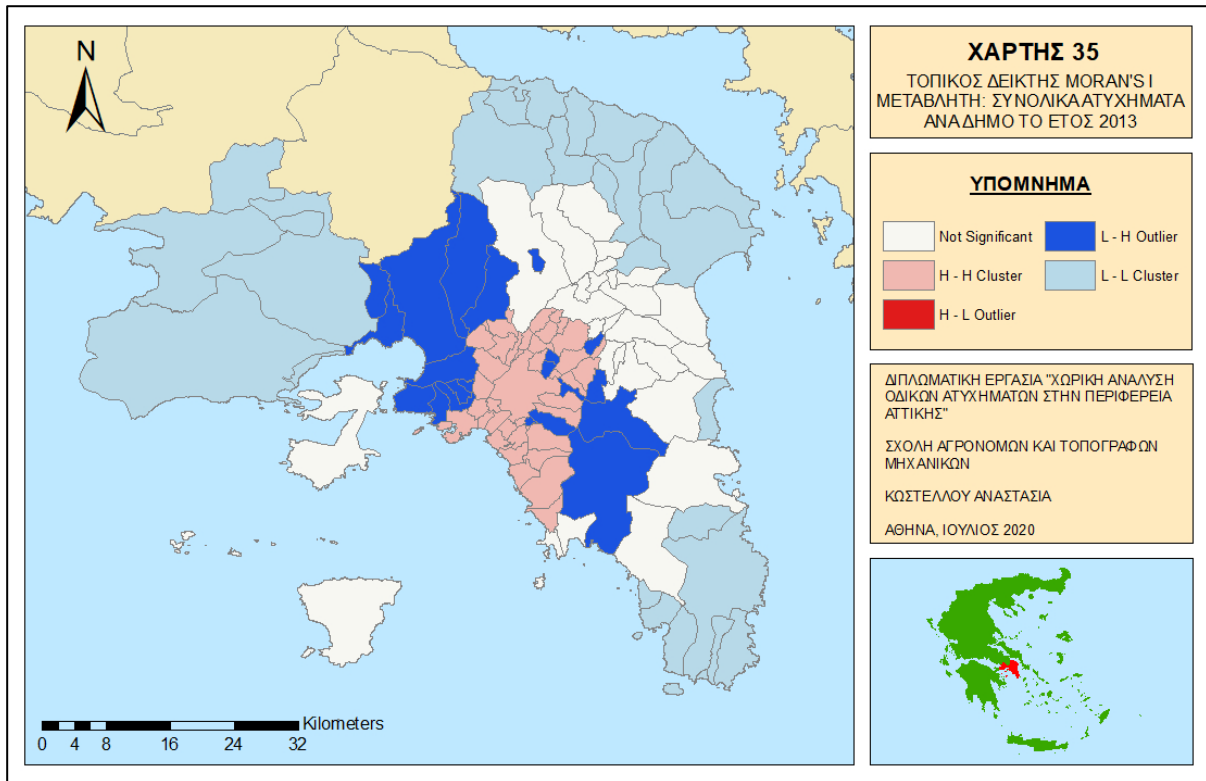 N
Kilometers
0 4 8 16 24 32
ΧΑΡΤΗΣ 35
ΤΟΠΙΚΟΣ ΔΕΙΚΤΗΣ MORAN'S I
ΜΕΤΑΒΛΗΤΗ: ΣΥΝΟΛΙΚΑ ΑΤΥΧΗΜΑΤΑ
ΑΝΑ ΔΗΜΟ ΤΟ ΕΤΟΣ 2013
ΥΠΟΜΝΗΜΑ
Not Significant
L - H Outlier
H - H Cluster
L - L Cluster
H - L Outlier
ΔΙΠΛΩΜΑΤΙΚΗ ΕΡΓΑΣΙΑ "ΧΩΡΙΚΗ ΑΝΑΛΥΣΗ
ΟΔΙΚΩΝ ΑΤΥΧΗΜΑΤΩΝ ΣΤΗΝ ΠΕΡΙΦΕΡΕΙΑ
ΑΤΤΙΚΗΣ"
ΣΧΟΛΗ ΑΓΡΟΝΟΜΩΝ ΚΑΙ ΤΟΠΟΓΡΑΦΩΝ
ΜΗΧΑΝΙΚΩΝ
ΚΩΣΤΕΛΛΟΥ ΑΝΑΣΤΑΣΙΑ
ΑΘΗΝΑ, ΙΟΥΛΙΟΣ 2020